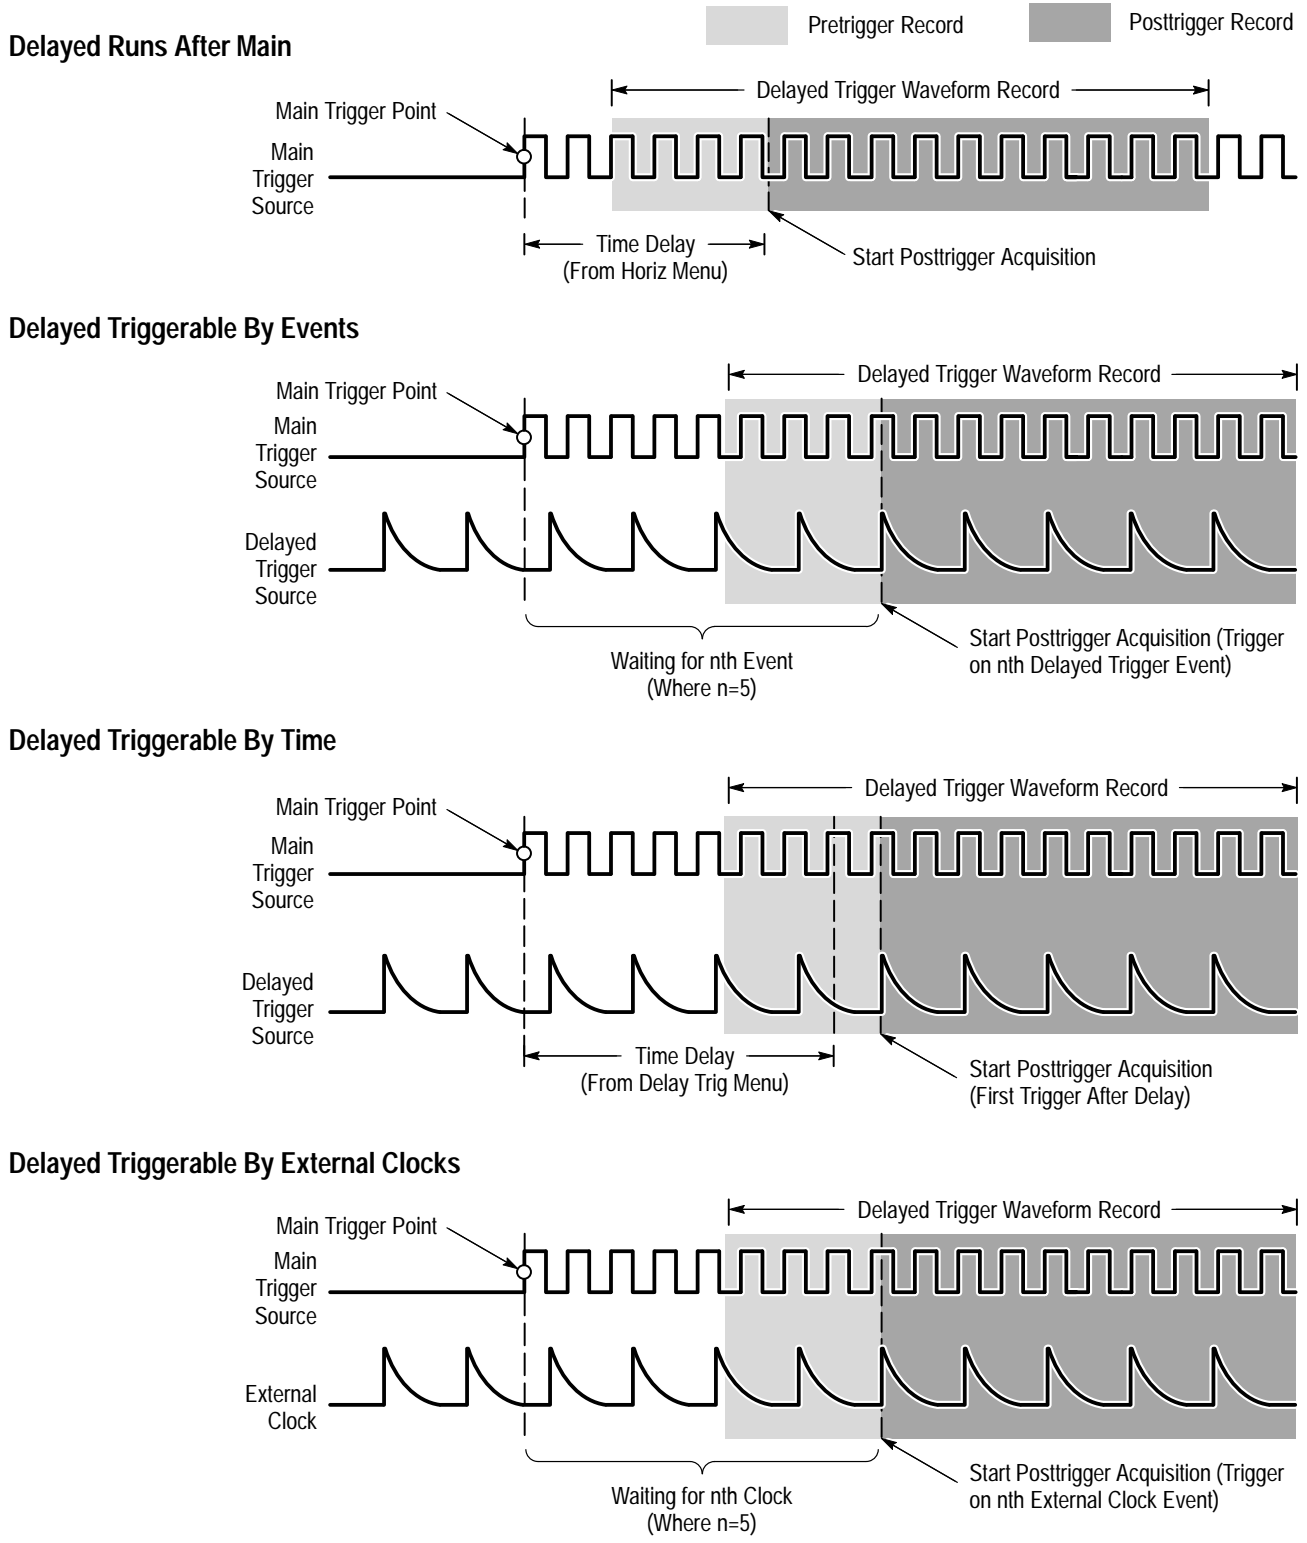 Pretrigger Record
Posttrigger Record
Delayed Runs After Main
Delayed Trigger Waveform Record
Main Trigger Point
Main
Trigger
Source
Time Delay
(From Horiz Menu)
Start Posttrigger Acquisition
Delayed Triggerable By Events
Delayed Trigger Waveform Record
Main Trigger Point
Main
Trigger
Source
Delayed
Trigger
Source
Waiting for nth Event
(Where n=5)
Start Posttrigger Acquisition (Trigger
on nth Delayed Trigger Event)
Delayed Triggerable By Time
Delayed Trigger Waveform Record
Main Trigger Point
Main
Trigger
Source
Delayed
Trigger
Source
Time Delay
(From Delay Trig Menu)
Start Posttrigger Acquisition
(First Trigger After Delay)
Delayed Triggerable By External Clocks
Delayed Trigger Waveform Record
Main Trigger Point
Main
Trigger
Source
External
Clock
Waiting for nth Clock
(Where n=5)
Start Posttrigger Acquisition (Trigger
on nth External Clock Event)